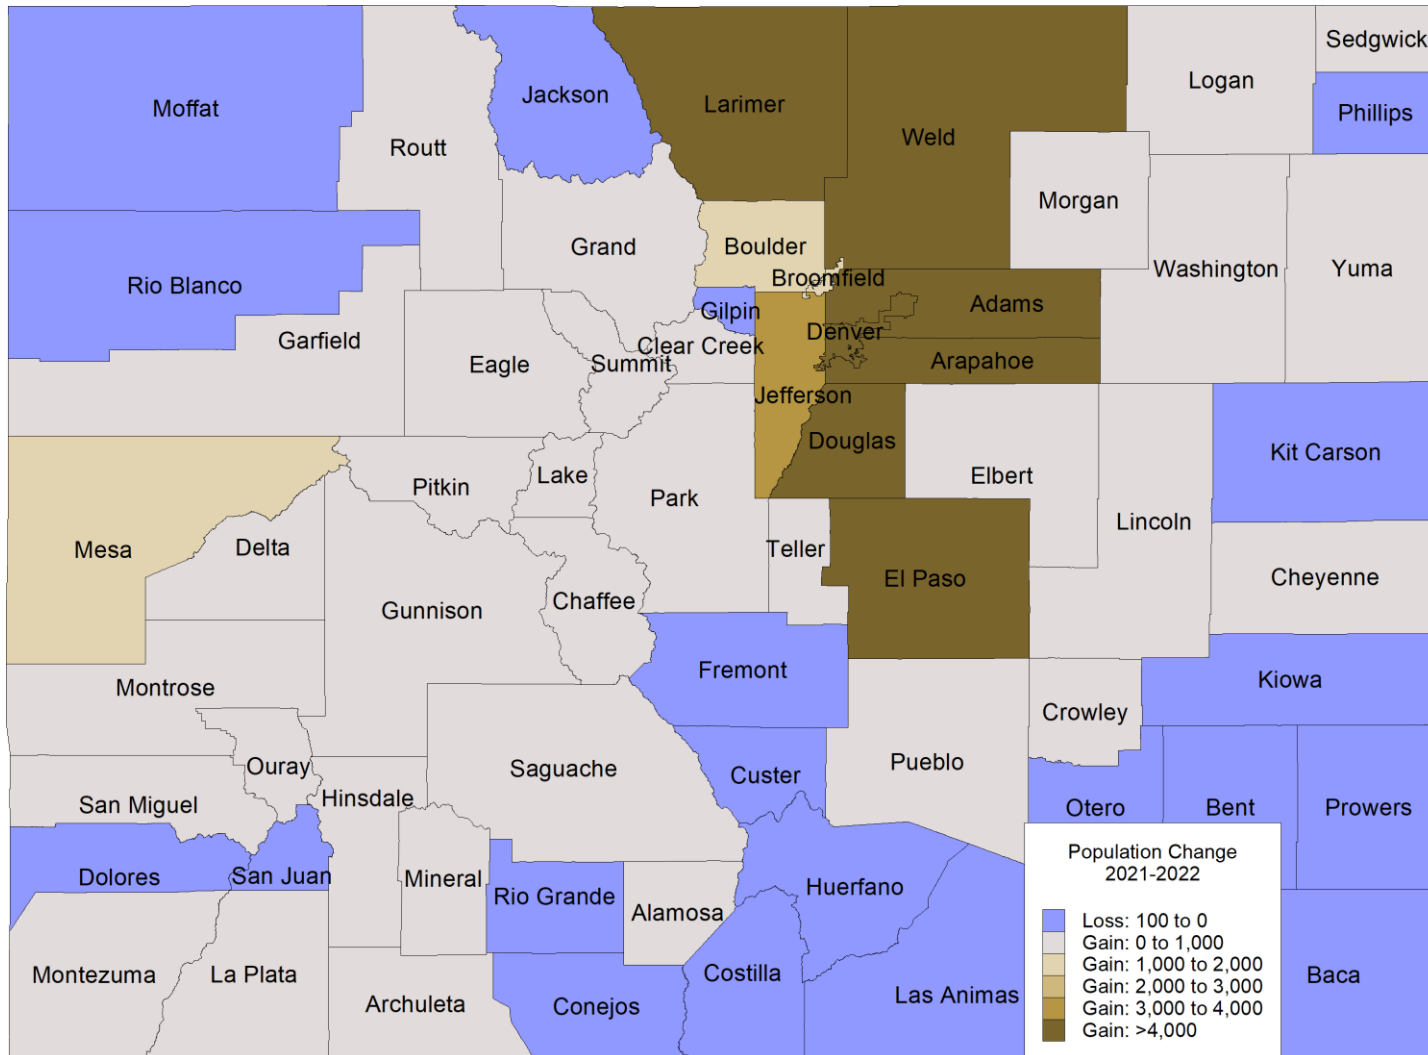 Sedgwick
Logan
Jackson
Moffat
Larimer
Phillips
Weld
Routt
Morgan
Grand
Boulder
Washington
Yuma
Broomfield
Rio Blanco
Adams
Gilpin
Denver
Garfield
Clear Creek
Arapahoe
Eagle
Summit
Jefferson
Douglas
Kit Carson
Lake
Elbert
Pitkin
Park
Lincoln
Mesa
Delta
Teller
El Paso
Cheyenne
Chaffee
Gunnison
Fremont
Kiowa
Montrose
Crowley
Ouray
Saguache
Pueblo
Custer
Hinsdale
San Miguel
Otero
Bent
Prowers
Dolores
San Juan
Mineral
Huerfano
Rio Grande
Alamosa
Montezuma
La Plata
Costilla
Baca
Archuleta
Conejos
Las Animas
Population Change
2021-2022
Loss: 100 to 0
Gain: 0 to 1,000
Gain: 1,000 to 2,000
Gain: 2,000 to 3,000
Gain: 3,000 to 4,000
Gain: >4,000